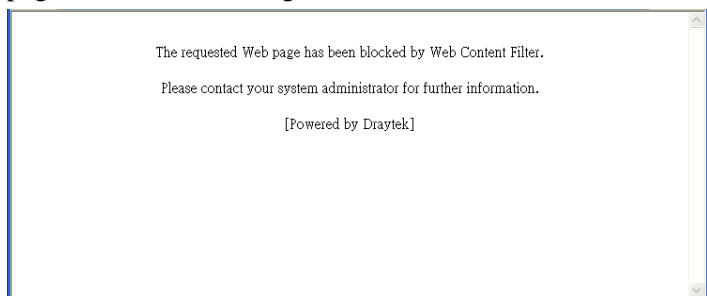 The requested Web page has been blocked by Web Content Filter.
Please contact your system administrator for further information.
[Powered by Draytek]